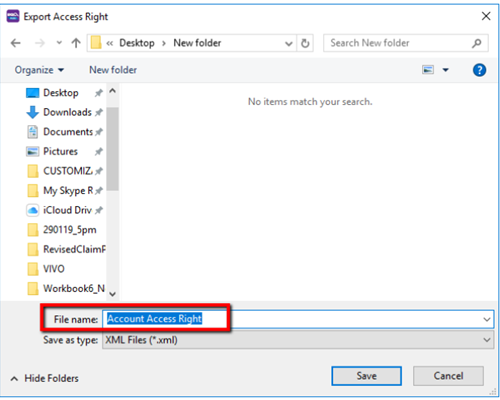 Export Access Right
« Desktop > New folder
Search New folder
Organize
New folder
?
No items match your search.
Desktop
Downloads
Documents
Pictures
CUSTOMIZ
My Skype R
iCloud Driv
290119_5pm
RevisedClaimF
VIVO
Workbook6_N
File name: Account Access Right
Save as type: XML Files (*.xml)
Hide Folders
Save
Cancel